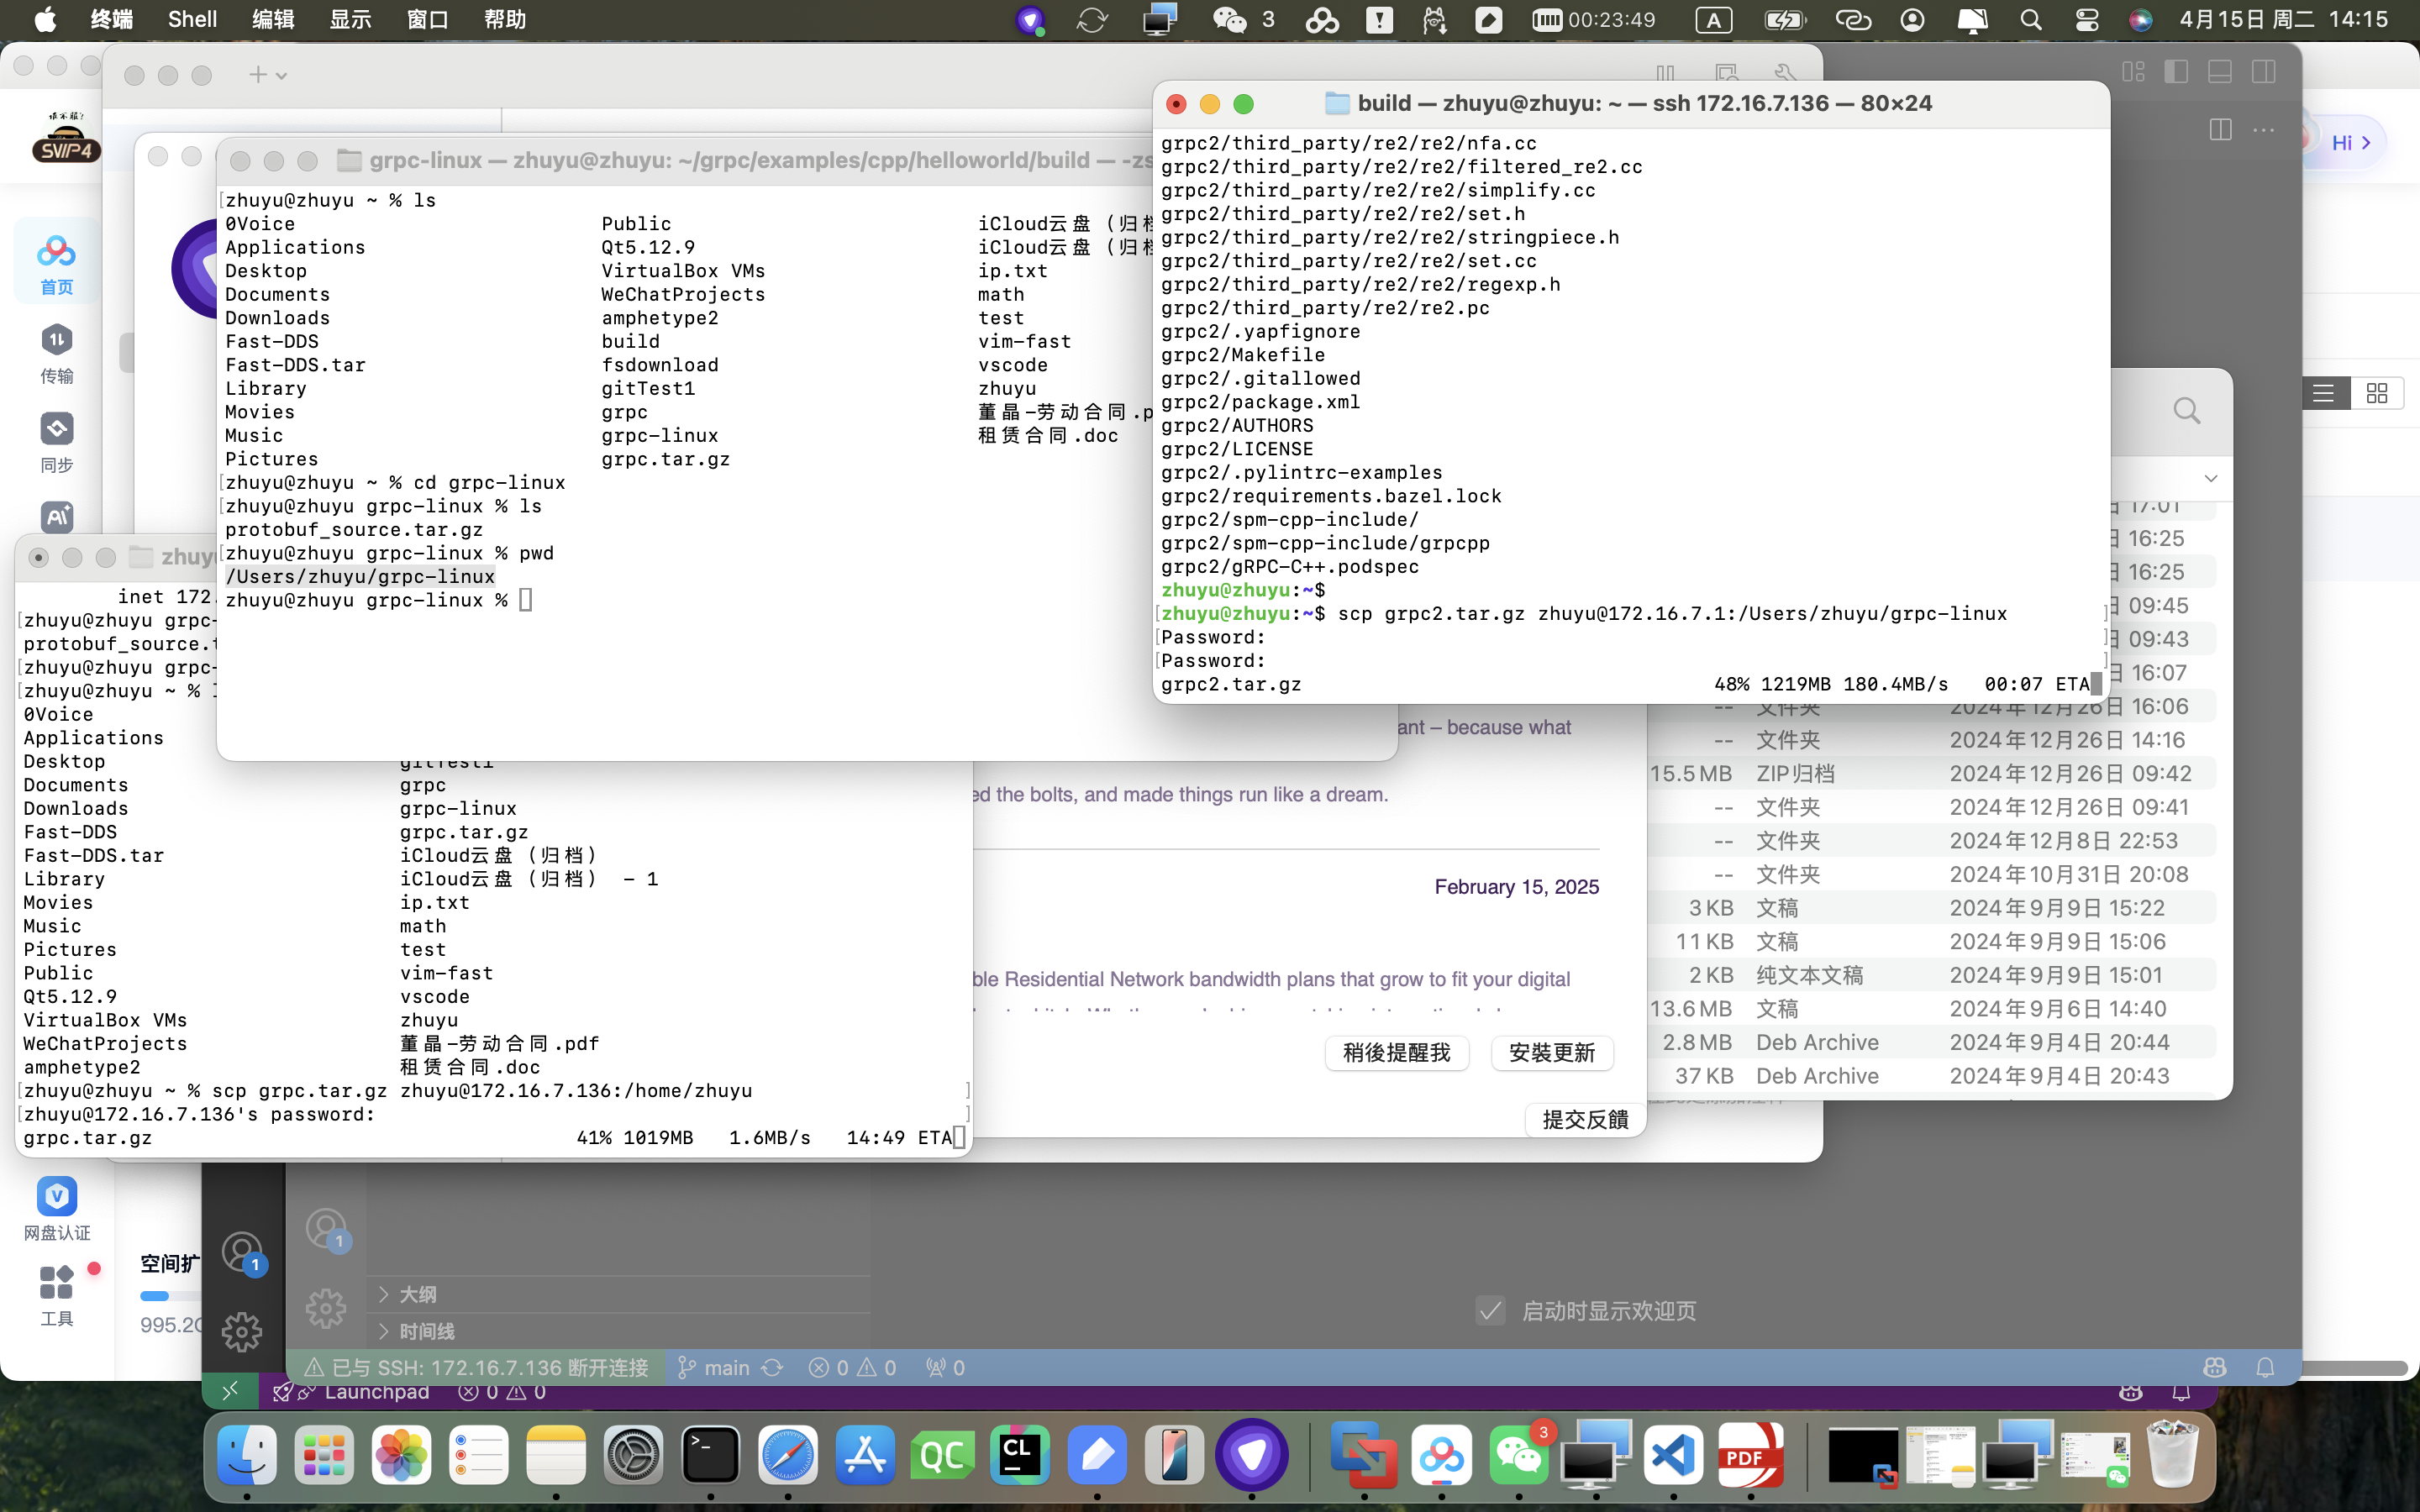 终端 Shell 编辑 显示 窗口 帮助
3
00:23:49
A
4月15日 周二 14:15
谁不服?
SVIP4
首页
传输
同步
网盘认证
工具
空间扩
Hi
grpc-linux — zhuyu@zhuyu: ~/grpc/examples/cpp/helloworld/build — -zs
zhuyu@zhuyu ~ % ls
0Voice Public iCloud云盘（归档
Applications Qt5.12.9 iCloud云盘（归档
Desktop VirtualBox VMs ip.txt
Documents WeChatProjects math
Downloads amphetype2 test
Fast-DDS build vim-fast
Fast-DDS.tar fsdownload vscode
Library gitTest1 zhuyu
Movies grpc 董晶-劳动合同.p
Music grpc-linux 租赁合同.doc
Pictures grpc.tar.gz
zhuyu@zhuyu ~ % cd grpc-linux
zhuyu@zhuyu grpc-linux % ls
protobuf_source.tar.gz
zhuyu@zhuyu grpc-linux % pwd
/Users/zhuyu/grpc-linux
zhuyu@zhuyu grpc-linux %
build — zhuyu@zhuyu: ~ — ssh 172.16.7.136 — 80×24
grpc2/third_party/re2/re2/nfa.cc
grpc2/third_party/re2/re2/filtered_re2.cc
grpc2/third_party/re2/re2/simplify.cc
grpc2/third_party/re2/re2/set.h
grpc2/third_party/re2/re2/stringpiece.h
grpc2/third_party/re2/re2/set.cc
grpc2/third_party/re2/re2/regexp.h
grpc2/third_party/re2/re2.pc
grpc2/.yapfignore
grpc2/Makefile
grpc2/.gitallowed
grpc2/package.xml
grpc2/AUTHORS
grpc2/LICENSE
grpc2/.pylintrc-examples
grpc2/requirements.bazel.lock
grpc2/spm-cpp-include/
grpc2/spm-cpp-include/grpcpp
grpc2/gRPC-C++.podspec
zhuyu@zhuyu:~$
zhuyu@zhuyu:~$ scp grpc2.tar.gz zhuyu@172.16.7.1:/Users/zhuyu/grpc-linux
Password:
Password:
grpc2.tar.gz 48% 1219MB 180.4MB/s 00:07 ETA
zhuyu
inet 172.
zhuyu@zhuyu grpc-
protobuf_source.t
zhuyu@zhuyu grpc-
zhuyu@zhuyu ~ % l
0Voice
Applications
Desktop gitTest1
Documents grpc
Downloads grpc-linux
Fast-DDS grpc.tar.gz
Fast-DDS.tar iCloud云盘（归档）
Library iCloud云盘（归档） - 1
Movies ip.txt
Music math
Pictures test
Public vim-fast
Qt5.12.9 vscode
VirtualBox VMs zhuyu
WeChatProjects 董晶-劳动合同.pdf
amphetype2 租赁合同.doc
zhuyu@zhuyu ~ % scp grpc.tar.gz zhuyu@172.16.7.136:/home/zhuyu
zhuyu@172.16.7.136's password:
grpc.tar.gz 41% 1019MB 1.6MB/s 14:49 ETA
ant – because what
ed the bolts, and made things run like a dream.
February 15, 2025
ble Residential Network bandwidth plans that grow to fit your digital
稍後提醒我 安裝更新
提交反饋
日 17:01
日 16:25
日 16:25
日 09:45
日 09:43
日 16:07
-- 文件夹 2024年12月26日 16:06
-- 文件夹 2024年12月26日 14:16
15.5 MB ZIP归档 2024年12月26日 09:42
-- 文件夹 2024年12月26日 09:41
-- 文件夹 2024年12月8日 22:53
-- 文件夹 2024年10月31日 20:08
3 KB 文稿 2024年9月9日 15:22
11 KB 文稿 2024年9月9日 15:06
2 KB 纯文本文稿 2024年9月9日 15:01
13.6 MB 文稿 2024年9月6日 14:40
2.8 MB Deb Archive 2024年9月4日 20:44
37 KB Deb Archive 2024年9月4日 20:43
1
1
大纲
时间线
启动时显示欢迎页
已与 SSH: 172.16.7.136 断开连接 main 0 0 0
Launchpad 0 0
QC
CL
3
PDF